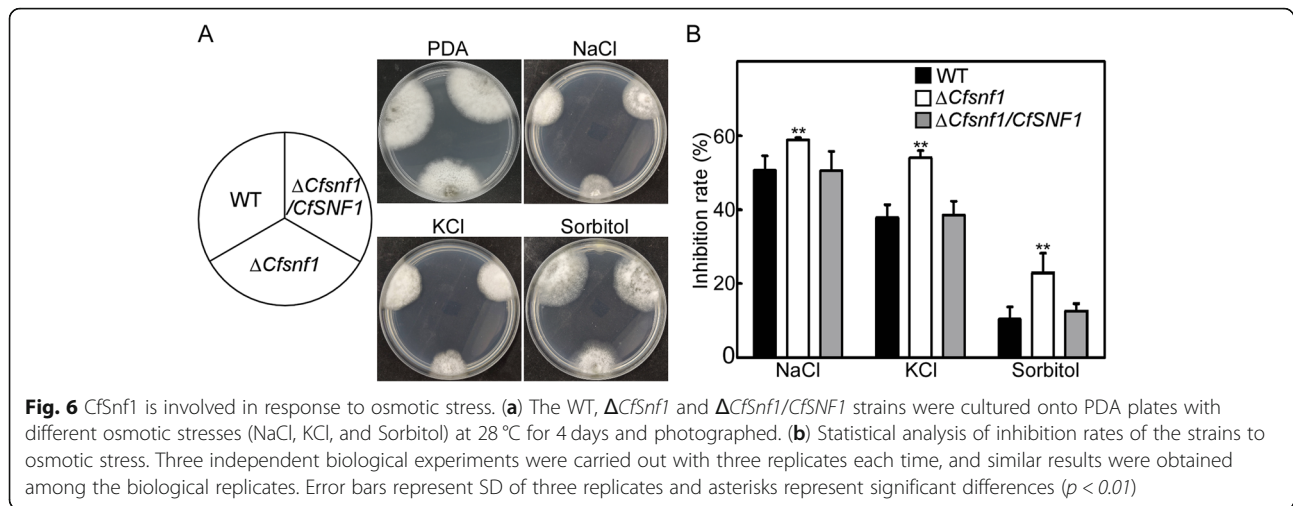 A
PDA
NaCl
WT
ΔCfsnf1
/CfSNF1
ΔCfsnf1
KCl
Sorbitol
B
WT
ΔCfsnf1
ΔCfsnf1/CfSNF1
Inhibition rate (%)
60
40
20
0
**
**
**
NaCl
KCl
Sorbitol
Fig. 6 CfSnf1 is involved in response to osmotic stress. (a) The WT, ΔCfSnf1 and ΔCfSnf1/CfSNF1 strains were cultured onto PDA plates with
different osmotic stresses (NaCl, KCl, and Sorbitol) at 28 °C for 4 days and photographed. (b) Statistical analysis of inhibition rates of the strains to
osmotic stress. Three independent biological experiments were carried out with three replicates each time, and similar results were obtained
among the biological replicates. Error bars represent SD of three replicates and asterisks represent significant differences (p < 0.01)